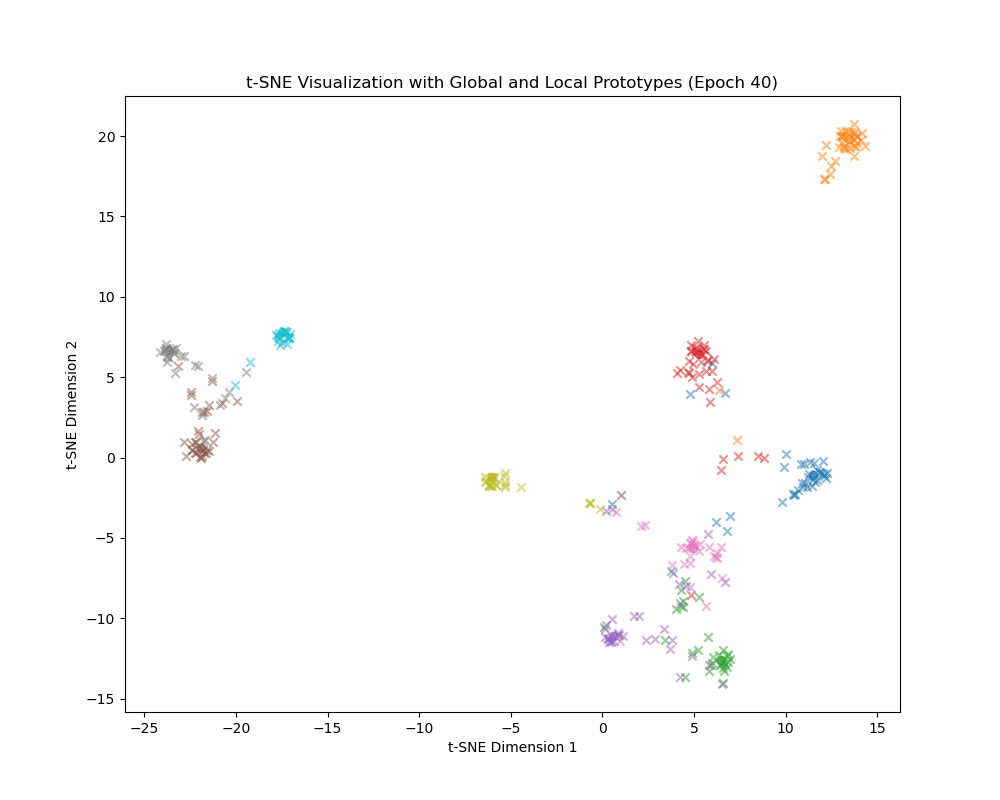 t-SNE Visualization with Global and Local Prototypes (Epoch 40)
20
15
10
5
0
−5
−10
−15
t-SNE Dimension 2
−25 −20 −15 −10 −5 0 5 10 15
t-SNE Dimension 1